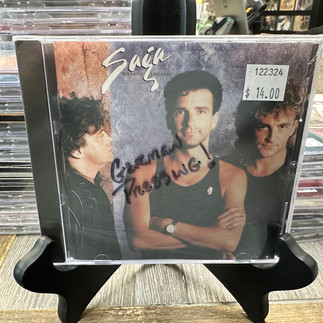 Saga
122324
$ 14.00
GERMAN
PRESSING!